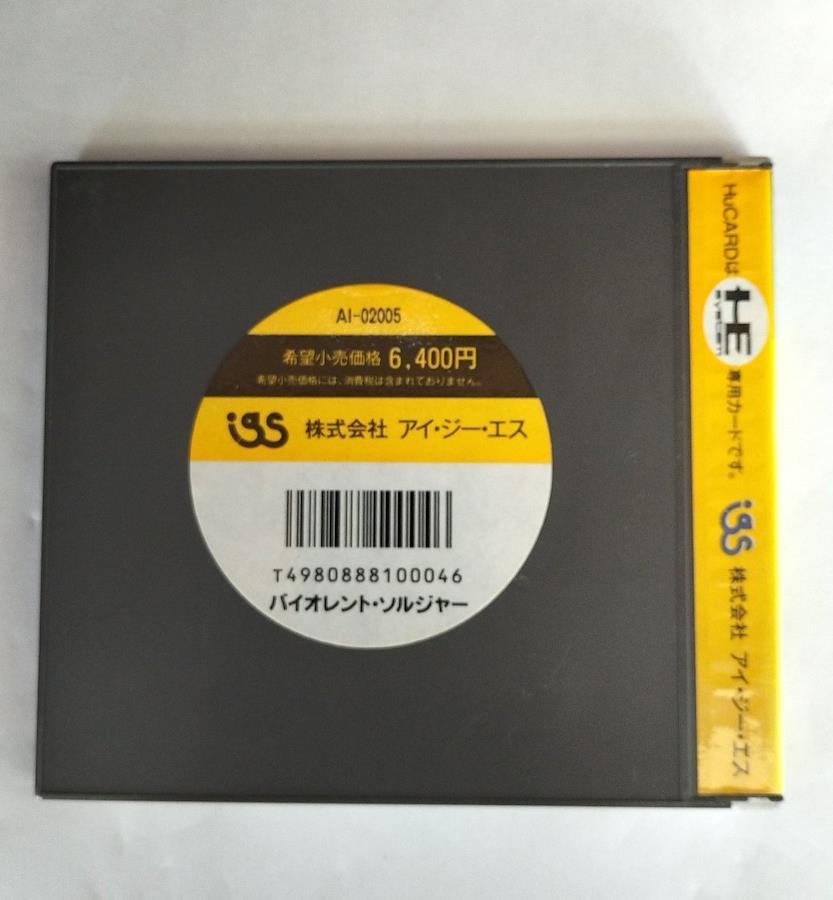 AI-02005
希望小売価格 6,400円
希望小売価格には、消費税は含まれておりません。
igs 株式会社 アイ・ジー・エス
T4980888100046
バイオレント・ソルジャー
HuCARDは HE system 専用カードです。 igs 株式会社 アイ・ジー・エス